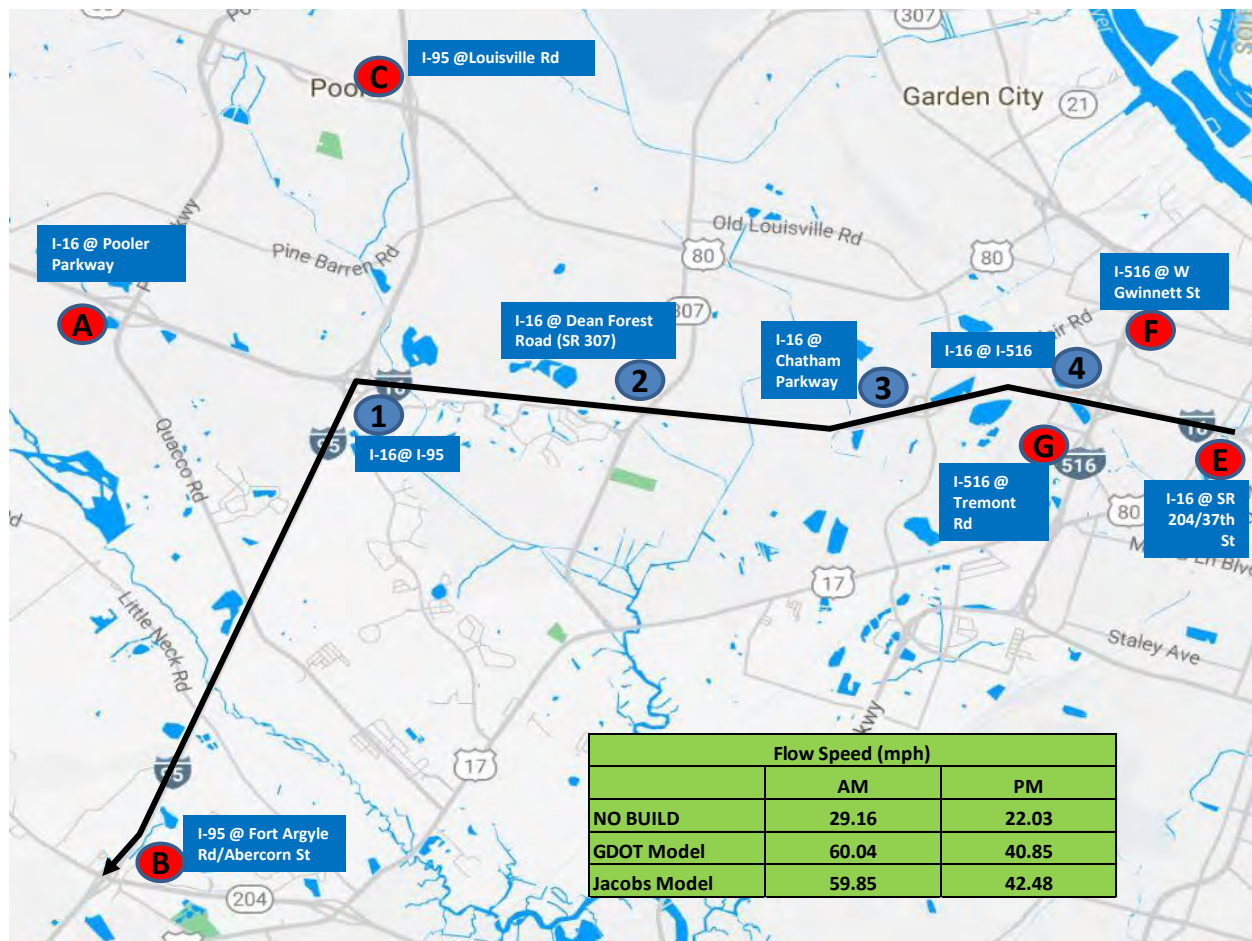 307
C
I-95 @Louisville Rd
Garden City
21
I-16 @ Pooler
Parkway
Pine Barren Rd
Old Louisville Rd
80
80
I-516 @ W
Gwinnett St
A
I-16 @ Dean Forest
Road (SR 307)
307
F
I-16 @
Chatham
Parkway
I-16 @ I-516
2
3
4
1
16
95
I-16@ I-95
Quacco Rd
G
516
E
I-516 @
Tremont
Rd
80
I-16 @ SR
204/37th
St
17
Little Neck Rd
Staley Ave
17
95
Flow Speed (mph)
AM PM
NO BUILD 29.16 22.03
GDOT Model 60.04 40.85
Jacobs Model 59.85 42.48
I-95 @ Fort Argyle
Rd/Abercorn St
B
204